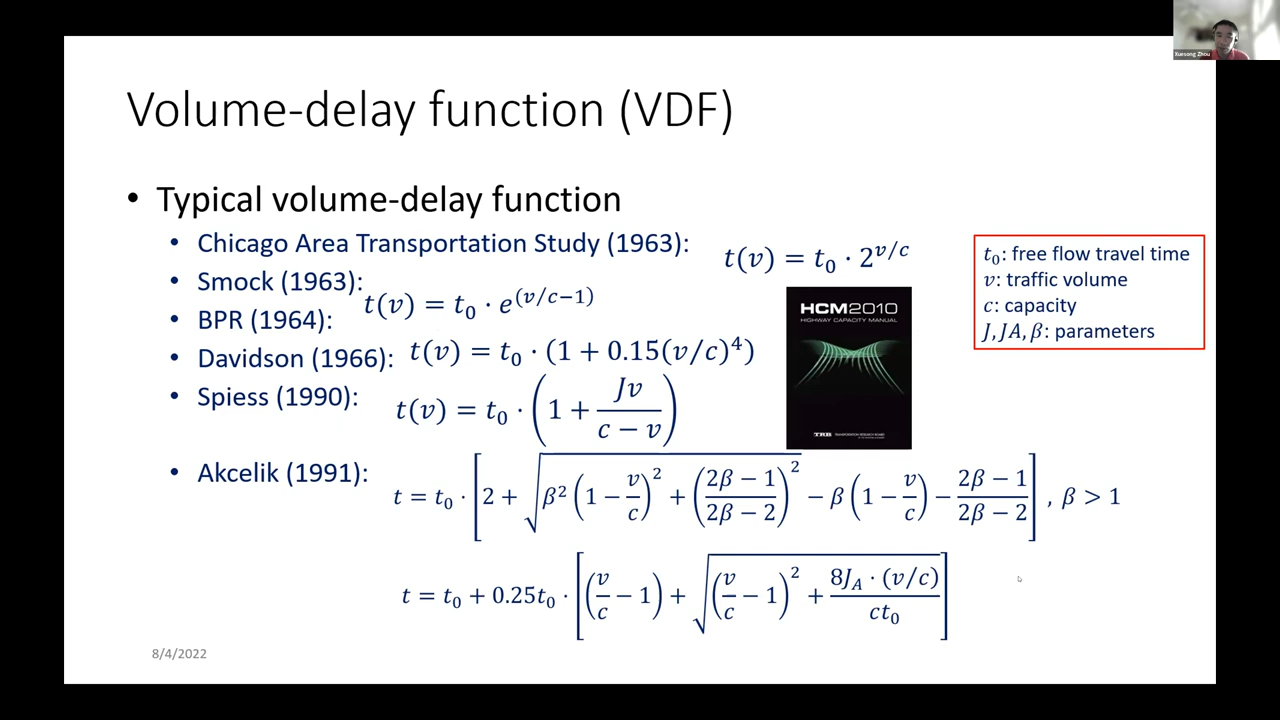 Xuesong Zhou
Volume-delay function (VDF)
• Typical volume-delay function
• Chicago Area Transportation Study (1963): t(v) = t₀ · 2^(v/c)
• Smock (1963): t(v) = t₀ · e^(v/c−1)
• BPR (1964):
• Davidson (1966): t(v) = t₀ · (1 + 0.15(v/c)⁴)
• Spiess (1990): t(v) = t₀ · (1 + Jv/(c − v))
• Akcelik (1991): t = t₀ · [2 + √(β²(1 − v/c)² + ((2β − 1)/(2β − 2))²) − β(1 − v/c) − (2β − 1)/(2β − 2)] , β > 1
t = t₀ + 0.25t₀ · [(v/c − 1) + √((v/c − 1)² + 8J_A · (v/c)/(ct₀))]
t₀: free flow travel time
v: traffic volume
c: capacity
J, JA, β: parameters
HCM2010
HIGHWAY CAPACITY MANUAL
TRB
8/4/2022